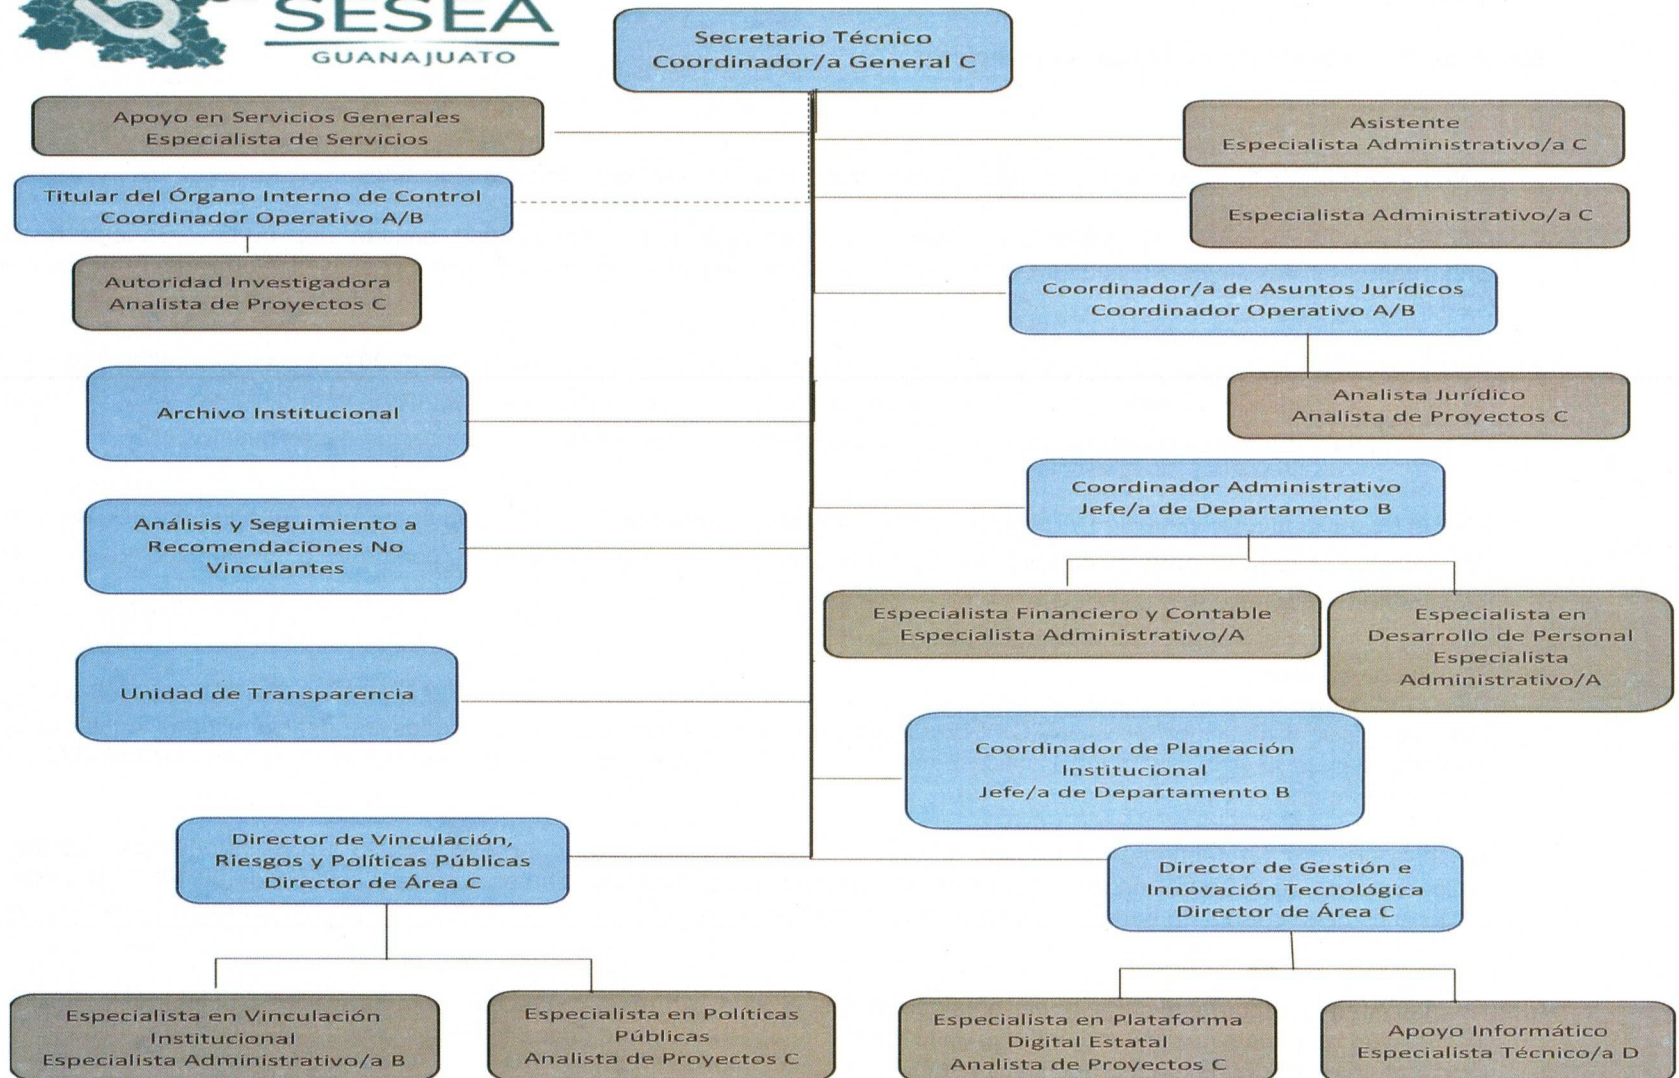 SESEA
GUANAJUATO
Secretario Técnico
Coordinador/a General C
Apoyo en Servicios Generales
Especialista de Servicios
Asistente
Especialista Administrativo/a C
Titular del Órgano Interno de Control
Coordinador Operativo A/B
Especialista Administrativo/a C
Autoridad Investigadora
Analista de Proyectos C
Coordinador/a de Asuntos Jurídicos
Coordinador Operativo A/B
Archivo Institucional
Analista Jurídico
Analista de Proyectos C
Análisis y Seguimiento a
Recomendaciones No
Vinculantes
Coordinador Administrativo
Jefe/a de Departamento B
Especialista Financiero y Contable
Especialista Administrativo/A
Especialista en
Desarrollo de Personal
Especialista
Administrativo/A
Unidad de Transparencia
Coordinador de Planeación
Institucional
Jefe/a de Departamento B
Director de Vinculación,
Riesgos y Políticas Públicas
Director de Área C
Director de Gestión e
Innovación Tecnológica
Director de Área C
Especialista en Vinculación
Institucional
Especialista Administrativo/a B
Especialista en Políticas
Públicas
Analista de Proyectos C
Especialista en Plataforma
Digital Estatal
Analista de Proyectos C
Apoyo Informático
Especialista Técnico/a D